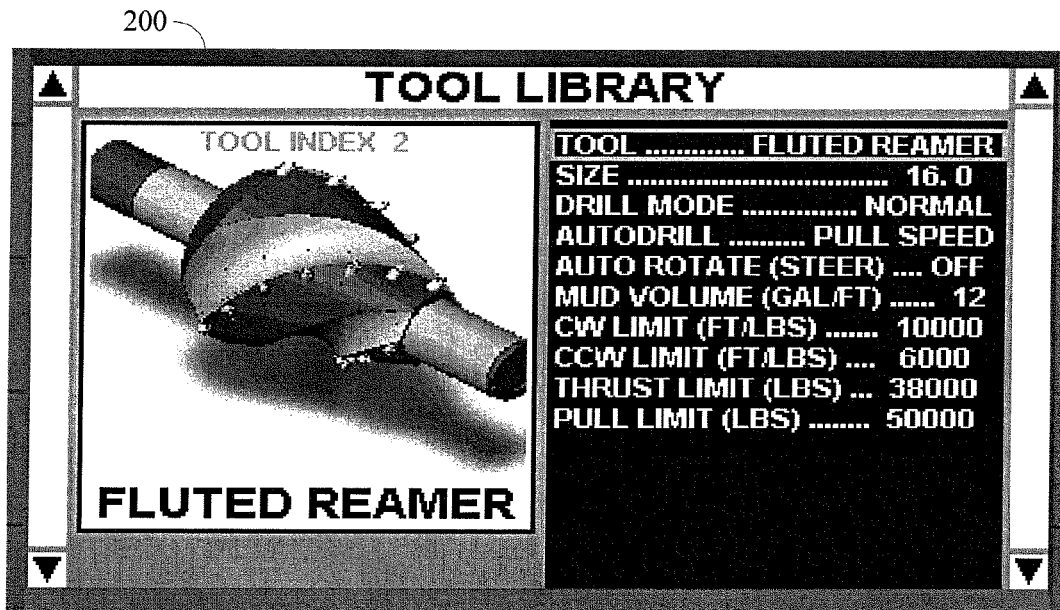 200
TOOL LIBRARY
TOOL INDEX 2
FLUTED REAMER
TOOL ............. FLUTED REAMER
SIZE ................................. 16. 0
DRILL MODE ............... NORMAL
AUTODRILL .......... PULL SPEED
AUTO ROTATE (STEER) .... OFF
MUD VOLUME (GAL/FT) ...... 12
CW LIMIT (FT/LBS) ....... 10000
CCW LIMIT (FT/LBS) .... 6000
THRUST LIMIT (LBS) ... 38000
PULL LIMIT (LBS) ........ 50000